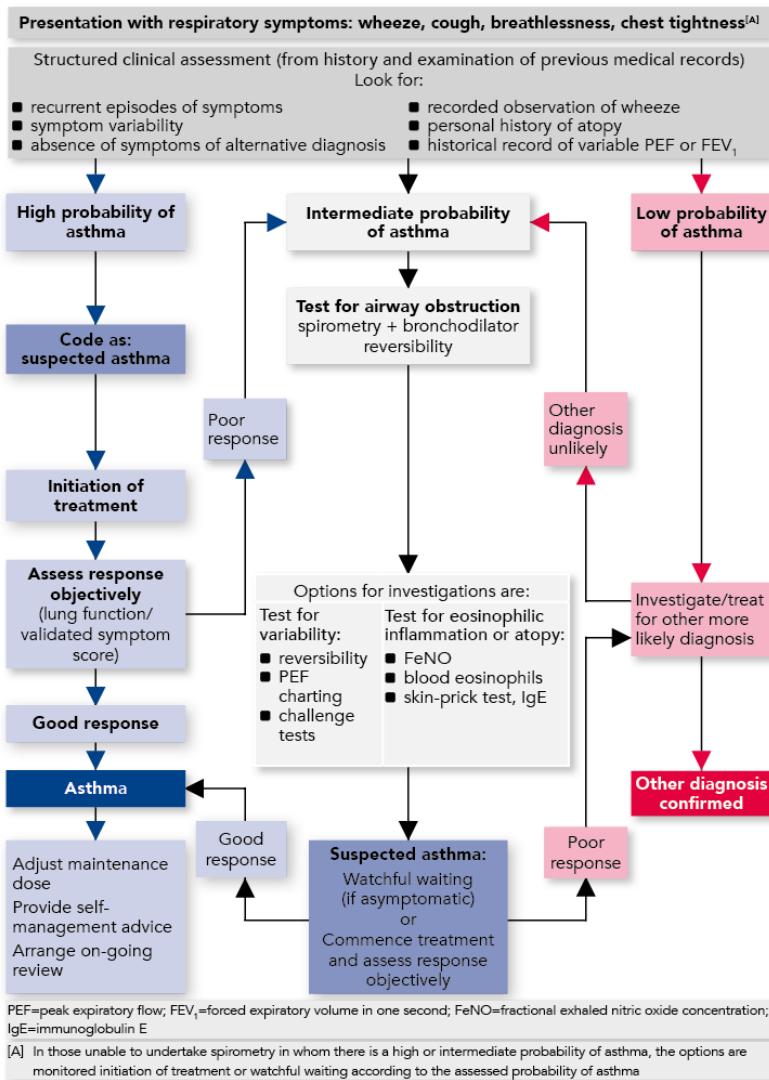 Presentation with respiratory symptoms: wheeze, cough, breathlessness, chest tightness[A]
Structured clinical assessment (from history and examination of previous medical records)
Look for:
■ recurrent episodes of symptoms
■ symptom variability
■ absence of symptoms of alternative diagnosis
■ recorded observation of wheeze
■ personal history of atopy
■ historical record of variable PEF or FEV1
High probability of
asthma
Code as:
suspected asthma
Initiation of
treatment
Assess response
objectively
(lung function/
validated symptom
score)
Good response
Asthma
Adjust maintenance
dose
Provide self-
management advice
Arrange on-going
review
Poor
response
Good
response
Intermediate probability
of asthma
Test for airway obstruction
spirometry + bronchodilator
reversibility
Options for investigations are:
Test for
variability:
■ reversibility
■ PEF
charting
■ challenge
tests
Test for eosinophilic
inflammation or atopy:
■ FeNO
■ blood eosinophils
■ skin-prick test, IgE
Suspected asthma:
Watchful waiting
(if asymptomatic)
or
Commence treatment
and assess response
objectively
Other
diagnosis
unlikely
Poor
response
Low probability
of asthma
Investigate/treat
for other more
likely diagnosis
Other diagnosis
confirmed
PEF=peak expiratory flow; FEV1=forced expiratory volume in one second; FeNO=fractional exhaled nitric oxide concentration;
IgE=immunoglobulin E
[A] In those unable to undertake spirometry in whom there is a high or intermediate probability of asthma, the options are
monitored initiation of treatment or watchful waiting according to the assessed probability of asthma